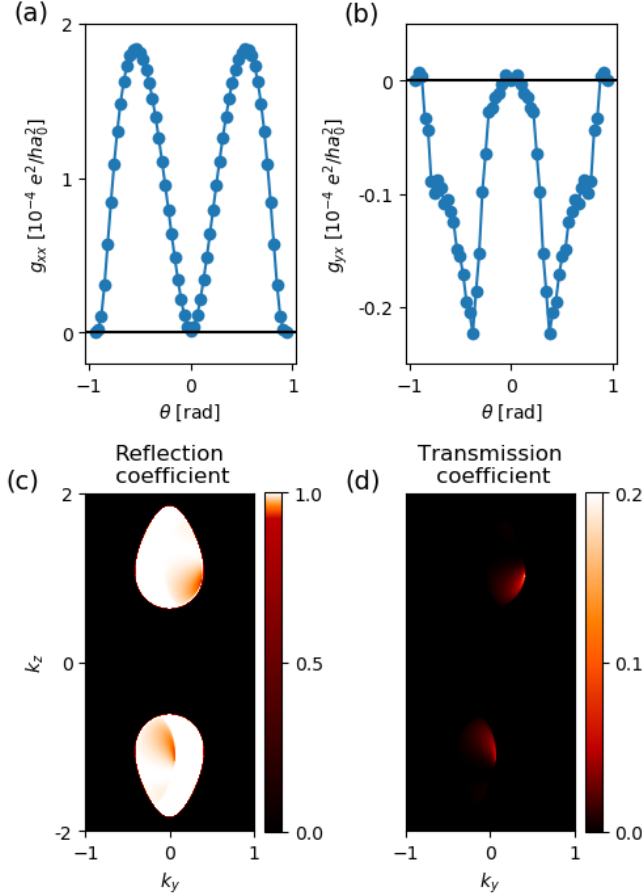 (a)
(b)
2
1
0
g_xx [10^-4 e^2/ha_0^2]
-1
0
1
θ [rad]
0
-0.1
-0.2
g_yx [10^-4 e^2/ha_0^2]
-1
0
1
θ [rad]
Reflection
coefficient
(c)
2
0
-2
k_z
-1
0
1
k_y
1.0
0.5
0.0
Transmission
coefficient
(d)
-1
0
1
k_y
0.2
0.1
0.0